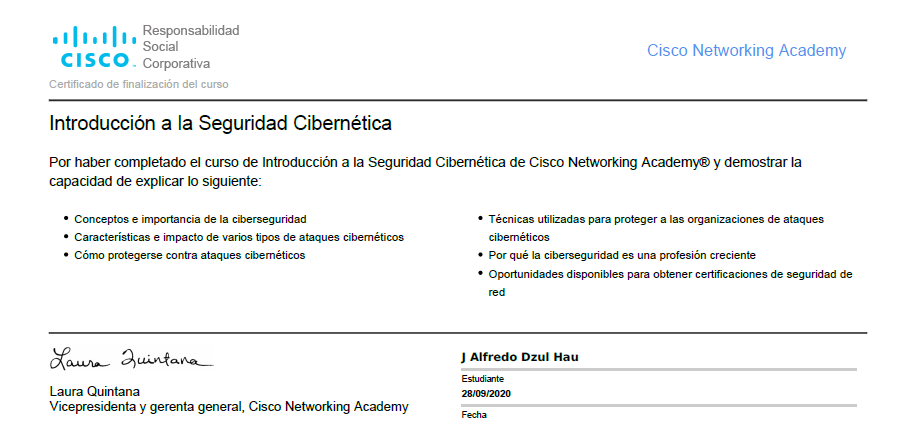 Responsabilidad
Social
CISCO Corporativa
Cisco Networking Academy
Certificado de finalización del curso
Introducción a la Seguridad Cibernética
Por haber completado el curso de Introducción a la Seguridad Cibernética de Cisco Networking Academy® y demostrar la
capacidad de explicar lo siguiente:
• Conceptos e importancia de la ciberseguridad
• Características e impacto de varios tipos de ataques cibernéticos
• Cómo protegerse contra ataques cibernéticos
• Técnicas utilizadas para proteger a las organizaciones de ataques
cibernéticos
• Por qué la ciberseguridad es una profesión creciente
• Oportunidades disponibles para obtener certificaciones de seguridad de
red
Laura Quintana
Laura Quintana
Vicepresidenta y gerenta general, Cisco Networking Academy
J Alfredo Dzul Hau
Estudiante
28/09/2020
Fecha